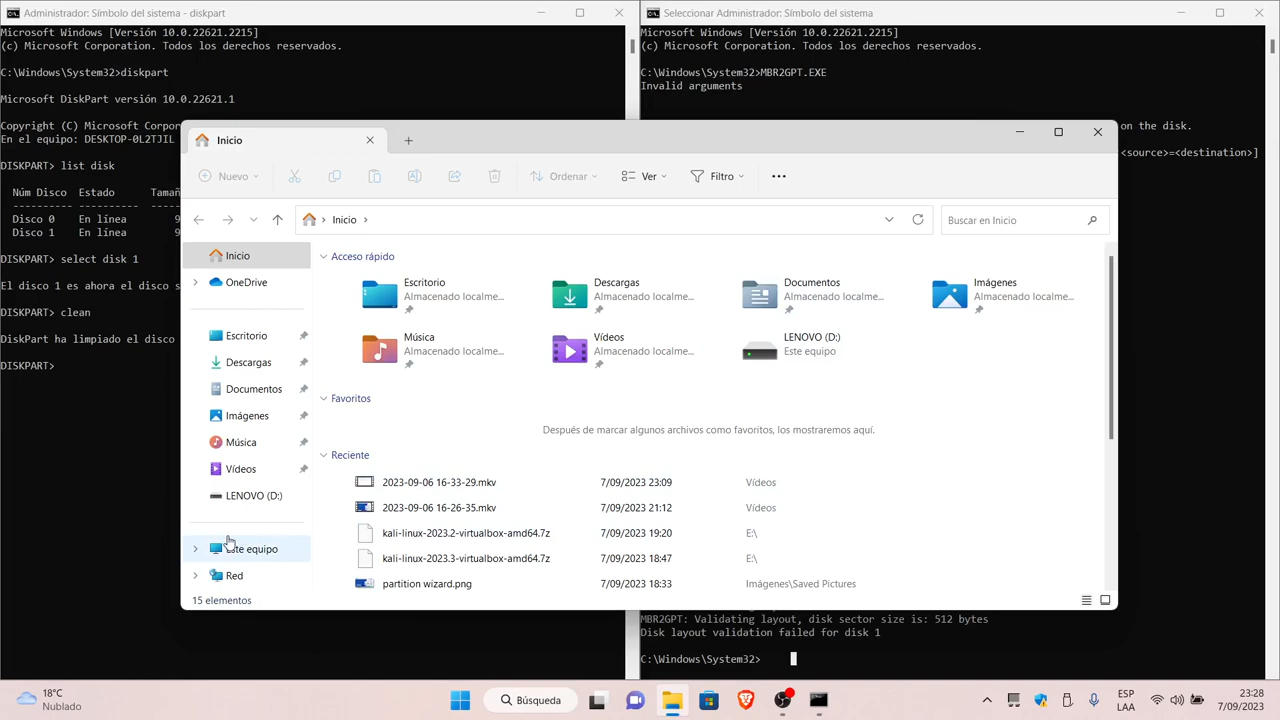 Administrador: Símbolo del sistema - diskpart
Microsoft Windows [Versión 10.0.22621.2215]
(c) Microsoft Corporation. Todos los derechos reservados.
C:\Windows\System32>diskpart
Microsoft DiskPart versión 10.0.22621.1
Copyright (C) Microsoft Corpor
En el equipo: DESKTOP-0L2TJIL
DISKPART> list disk
Núm Disco Estado Tamañ
---------- ---------- -----
Disco 0 En línea 9
Disco 1 En línea 9
DISKPART> select disk 1
El disco 1 es ahora el disco s
DISKPART> clean
DiskPart ha limpiado el disco
DISKPART>
Seleccionar Administrador: Símbolo del sistema
Microsoft Windows [Versión 10.0.22621.2215]
(c) Microsoft Corporation. Todos los derechos reservados.
C:\Windows\System32>MBR2GPT.EXE
Invalid arguments
on the disk.
<source>=<destination>]
MBR2GPT: Validating layout, disk sector size is: 512 bytes
Disk layout validation failed for disk 1
C:\Windows\System32>
Inicio
Nuevo
Ordenar
Ver
Filtro
Inicio
Buscar en Inicio
Inicio
OneDrive
Escritorio
Descargas
Documentos
Imágenes
Música
Vídeos
LENOVO (D:)
Este equipo
Red
15 elementos
Acceso rápido
Escritorio
Almacenado localme...
Descargas
Almacenado localme...
Documentos
Almacenado localme...
Imágenes
Almacenado localme...
Música
Almacenado localme...
Vídeos
Almacenado localme...
LENOVO (D:)
Este equipo
Favoritos
Después de marcar algunos archivos como favoritos, los mostraremos aquí.
Reciente
2023-09-06 16-33-29.mkv 7/09/2023 23:09 Vídeos
2023-09-06 16-26-35.mkv 7/09/2023 21:12 Vídeos
kali-linux-2023.2-virtualbox-amd64.7z 7/09/2023 19:20 E:\
kali-linux-2023.3-virtualbox-amd64.7z 7/09/2023 18:47 E:\
partition wizard.png 7/09/2023 18:33 Imágenes\Saved Pictures
18°C
Nublado
Búsqueda
ESP
LAA
23:28
7/09/2023